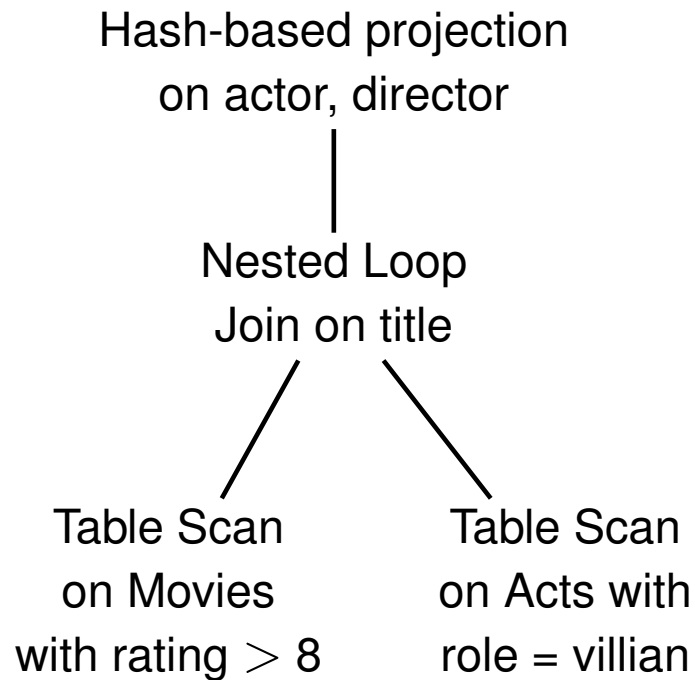 Hash-based projection
on actor, director
Nested Loop
Join on title
Table Scan
on Movies
with rating > 8
Table Scan
on Acts with
role = villian